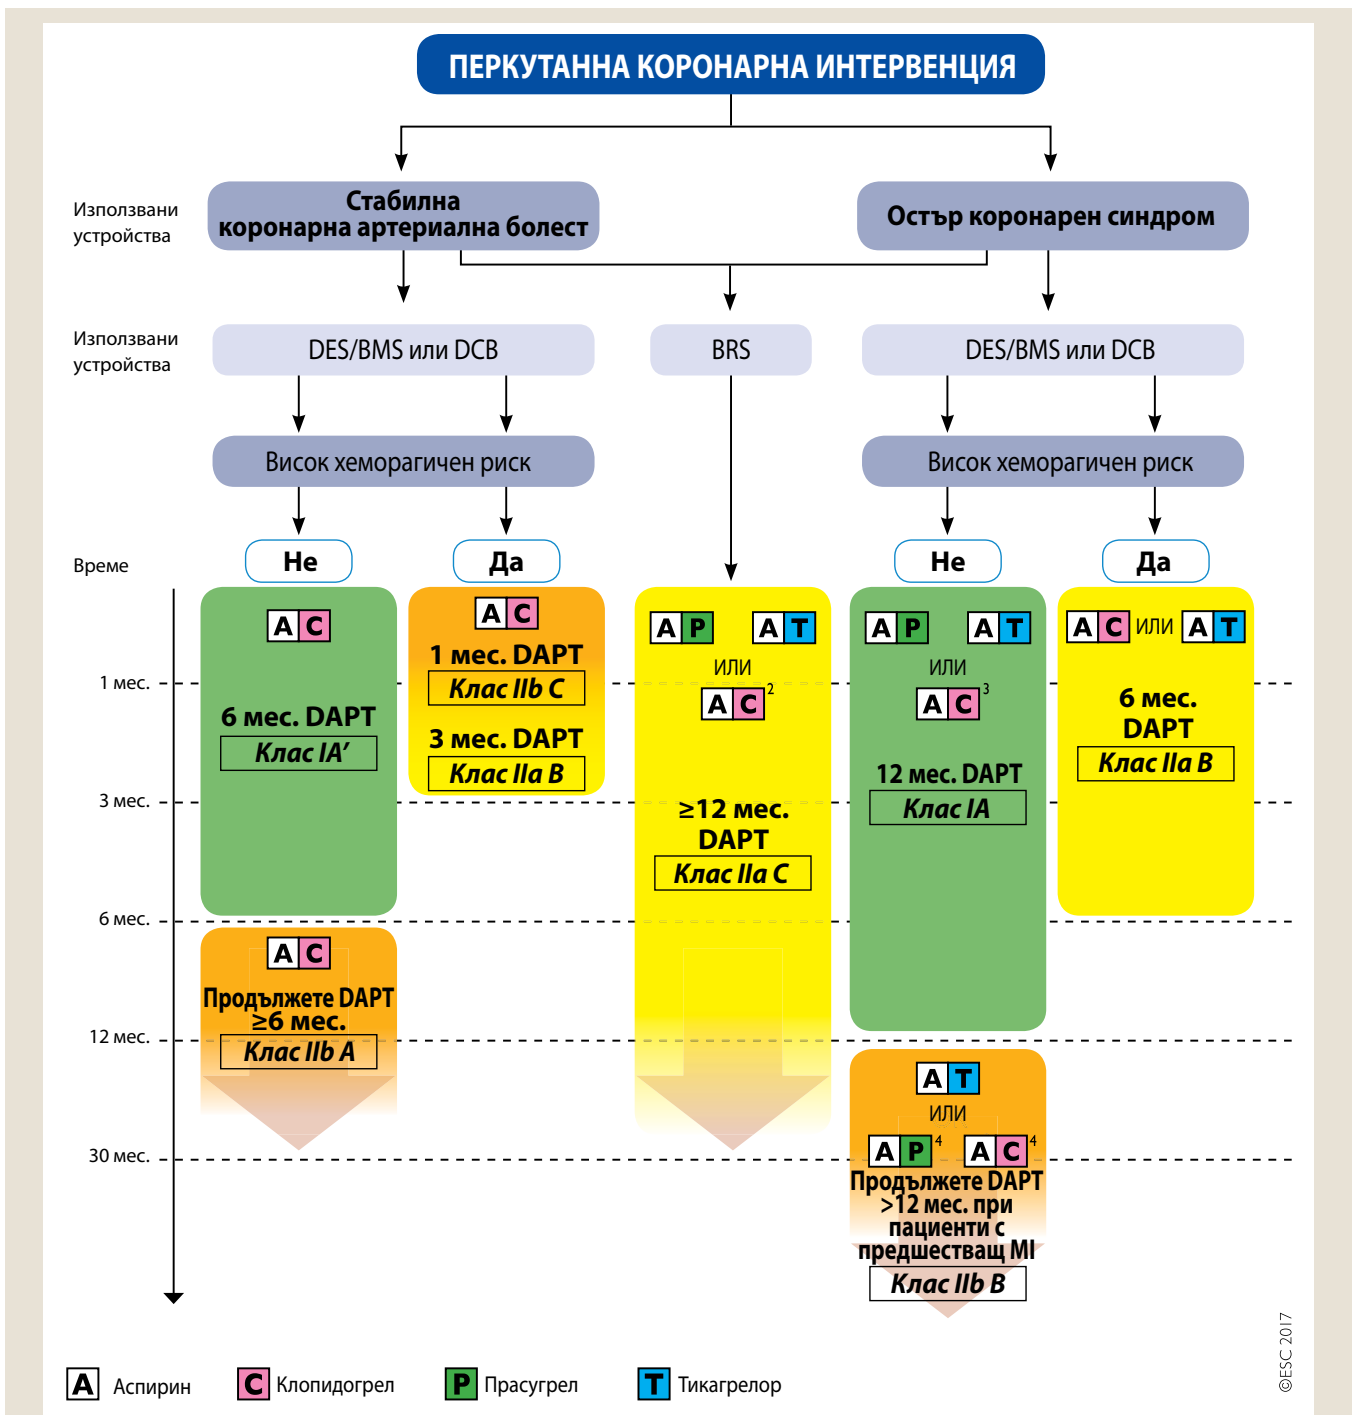 ПЕРКУТАННА КОРОНАРНА ИНТЕРВЕНЦИЯ
Използвани
устройства
Стабилна
коронарна артериална болест
Остър коронарен синдром
Използвани
устройства
DES/BMS или DCB
BRS
DES/BMS или DCB
Висок хеморагичен риск
Висок хеморагичен риск
Време
Не
Да
Не
Да
A C
6 мес. DAPT
Клас IA′
A C
1 мес. DAPT
Клас IIb C
3 мес. DAPT
Клас IIa B
A P A T
ИЛИ
A C 2
≥12 мес.
DAPT
Клас IIa C
A P A T
ИЛИ
A C 3
12 мес. DAPT
Клас IA
A C ИЛИ A T
6 мес.
DAPT
Клас IIa B
1 мес.
3 мес.
6 мес.
12 мес.
30 мес.
A C
Продължете DAPT
≥6 мес.
Клас IIb A
A T
ИЛИ
A P 4 A C 4
Продължете DAPT
>12 мес. при
пациенти с
предшестващ MI
Клас IIb B
A Аспирин C Клопидогрел P Прасугрел T Тикагрелор
©ESC 2017